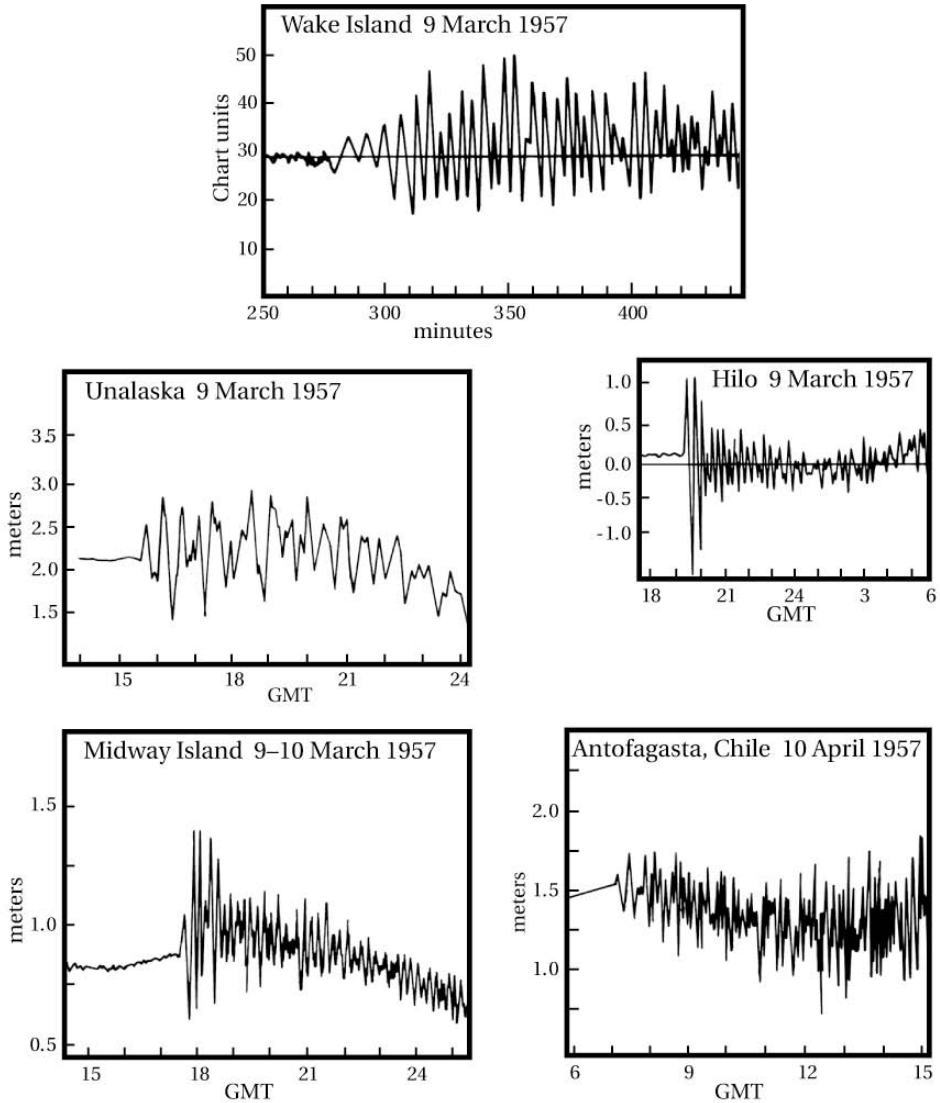 Wake Island 9 March 1957
Chart units
50
40
30
20
10
250
300
350
400
minutes
Unalaska 9 March 1957
meters
3.5
3.0
2.5
2.0
1.5
15
18
21
24
GMT
Hilo 9 March 1957
meters
1.0
0.5
0.0
-0.5
-1.0
18
21
24
3
6
GMT
Midway Island 9–10 March 1957
meters
1.5
1.0
0.5
15
18
21
24
GMT
Antofagasta, Chile 10 April 1957
meters
2.0
1.5
1.0
6
9
12
15
GMT